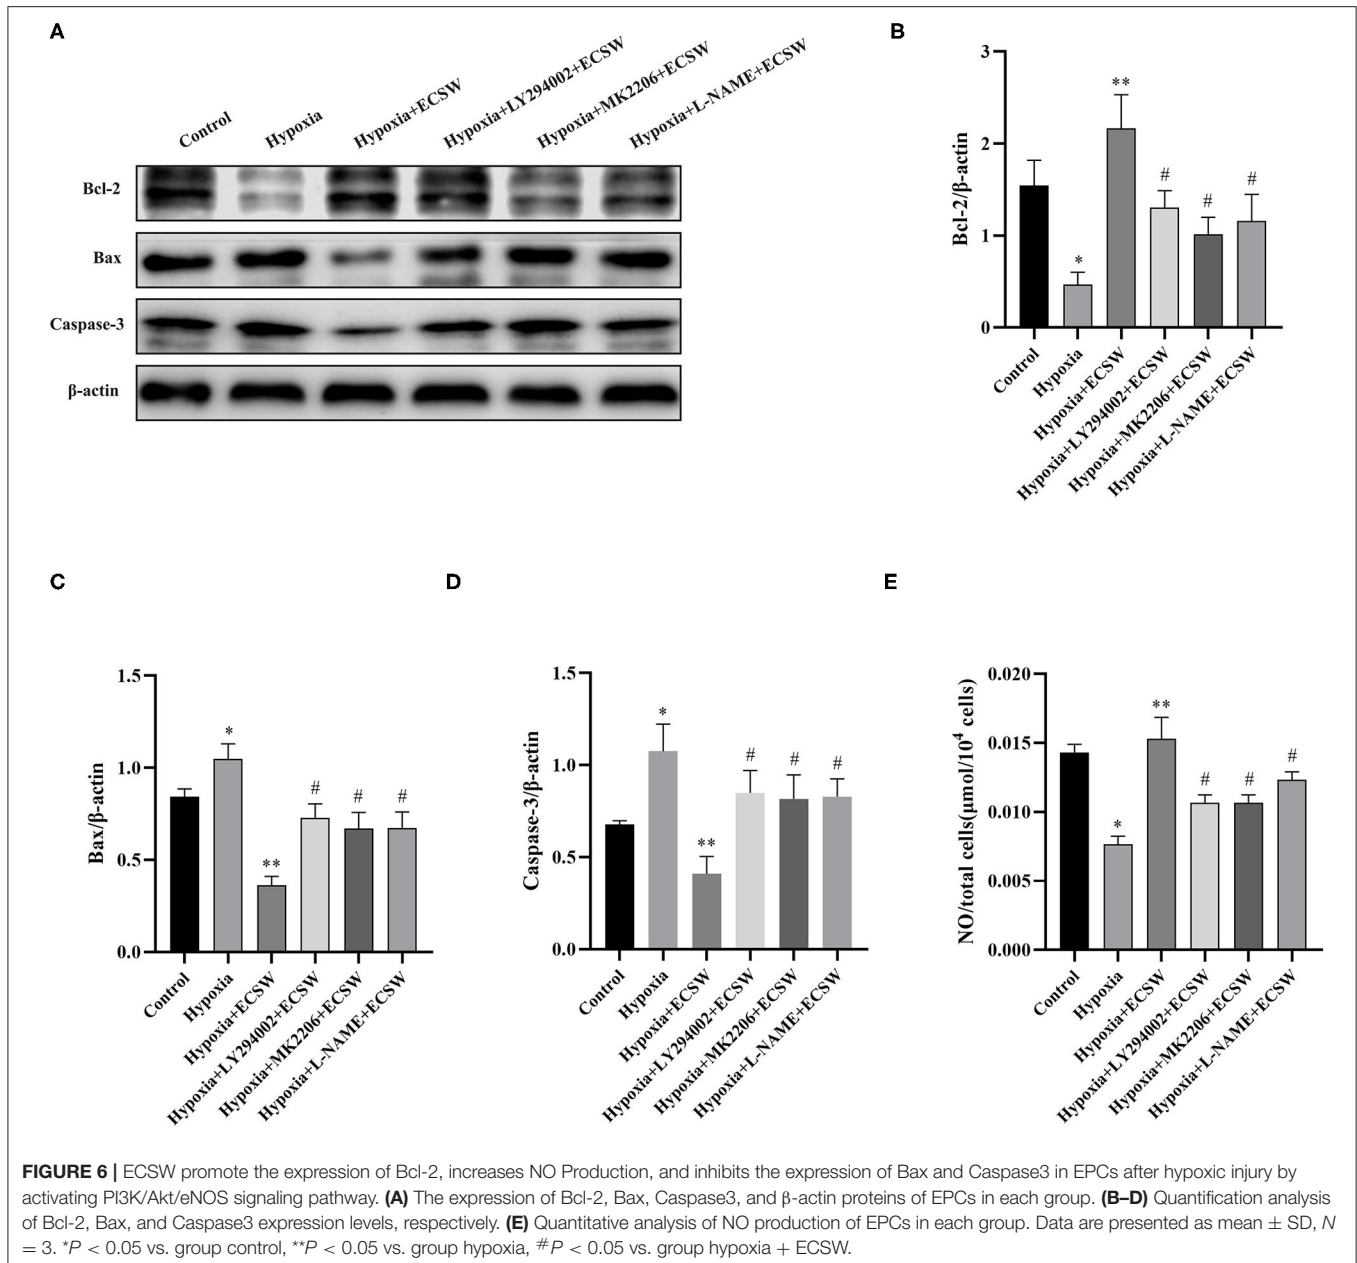 A
Control
Hypoxia
Hypoxia+ECSW
Hypoxia+LY294002+ECSW
Hypoxia+MK2206+ECSW
Hypoxia+L-NAME+ECSW
Bcl-2
Bax
Caspase-3
β-actin
B
Bcl-2/β-actin
3
2
1
0
**
*
#
#
#
Control
Hypoxia
Hypoxia+ECSW
Hypoxia+LY294002+ECSW
Hypoxia+MK2206+ECSW
Hypoxia+L-NAME+ECSW
C
Bax/β-actin
1.5
1.0
0.5
0.0
*
**
#
#
#
Control
Hypoxia
Hypoxia+ECSW
Hypoxia+LY294002+ECSW
Hypoxia+MK2206+ECSW
Hypoxia+L-NAME+ECSW
D
Caspase-3/β-actin
1.5
1.0
0.5
0.0
*
**
#
#
#
Control
Hypoxia
Hypoxia+ECSW
Hypoxia+LY294002+ECSW
Hypoxia+MK2206+ECSW
Hypoxia+L-NAME+ECSW
E
NO/total cells(μmol/10⁴ cells)
0.020
0.015
0.010
0.005
0.000
*
**
#
#
#
Control
Hypoxia
Hypoxia+ECSW
Hypoxia+LY294002+ECSW
Hypoxia+MK2206+ECSW
Hypoxia+L-NAME+ECSW
FIGURE 6 | ECSW promote the expression of Bcl-2, increases NO Production, and inhibits the expression of Bax and Caspase3 in EPCs after hypoxic injury by
activating PI3K/Akt/eNOS signaling pathway. (A) The expression of Bcl-2, Bax, Caspase3, and β-actin proteins of EPCs in each group. (B–D) Quantification analysis
of Bcl-2, Bax, and Caspase3 expression levels, respectively. (E) Quantitative analysis of NO production of EPCs in each group. Data are presented as mean ± SD, N
= 3. *P < 0.05 vs. group control, **P < 0.05 vs. group hypoxia, #P < 0.05 vs. group hypoxia + ECSW.